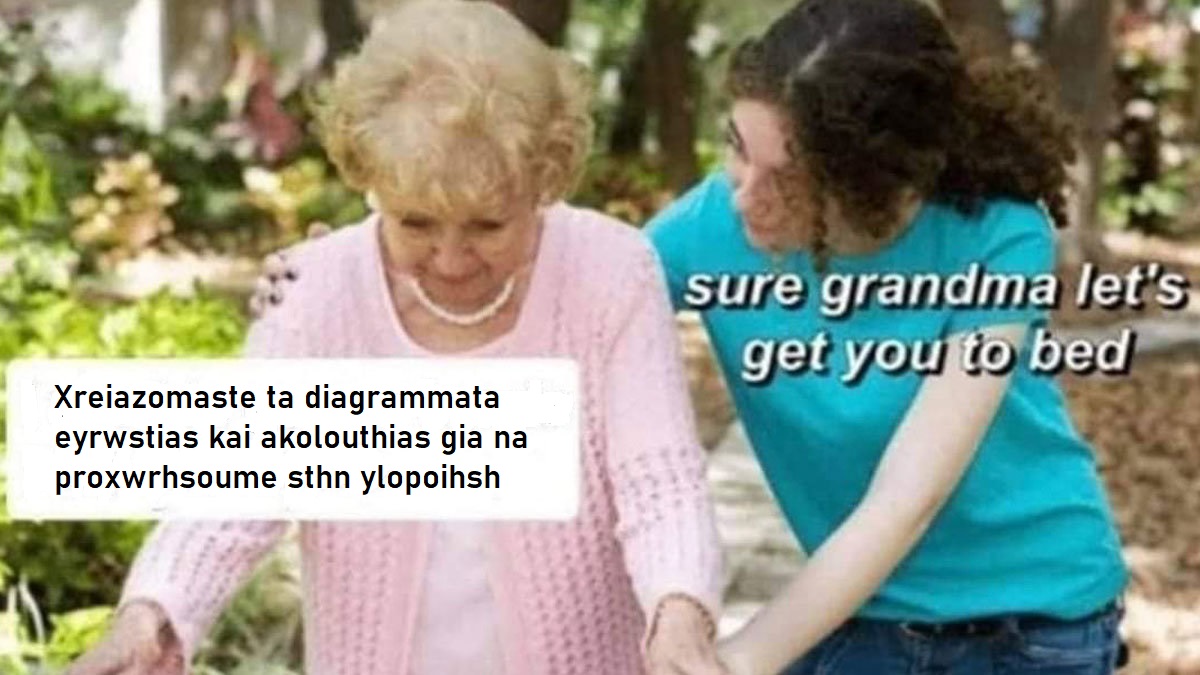 Xreiazomaste ta diagrammata
eyrwstias kai akolouthias gia na
proxwrhsoume sthn ylopoihsh
sure grandma let's
get you to bed